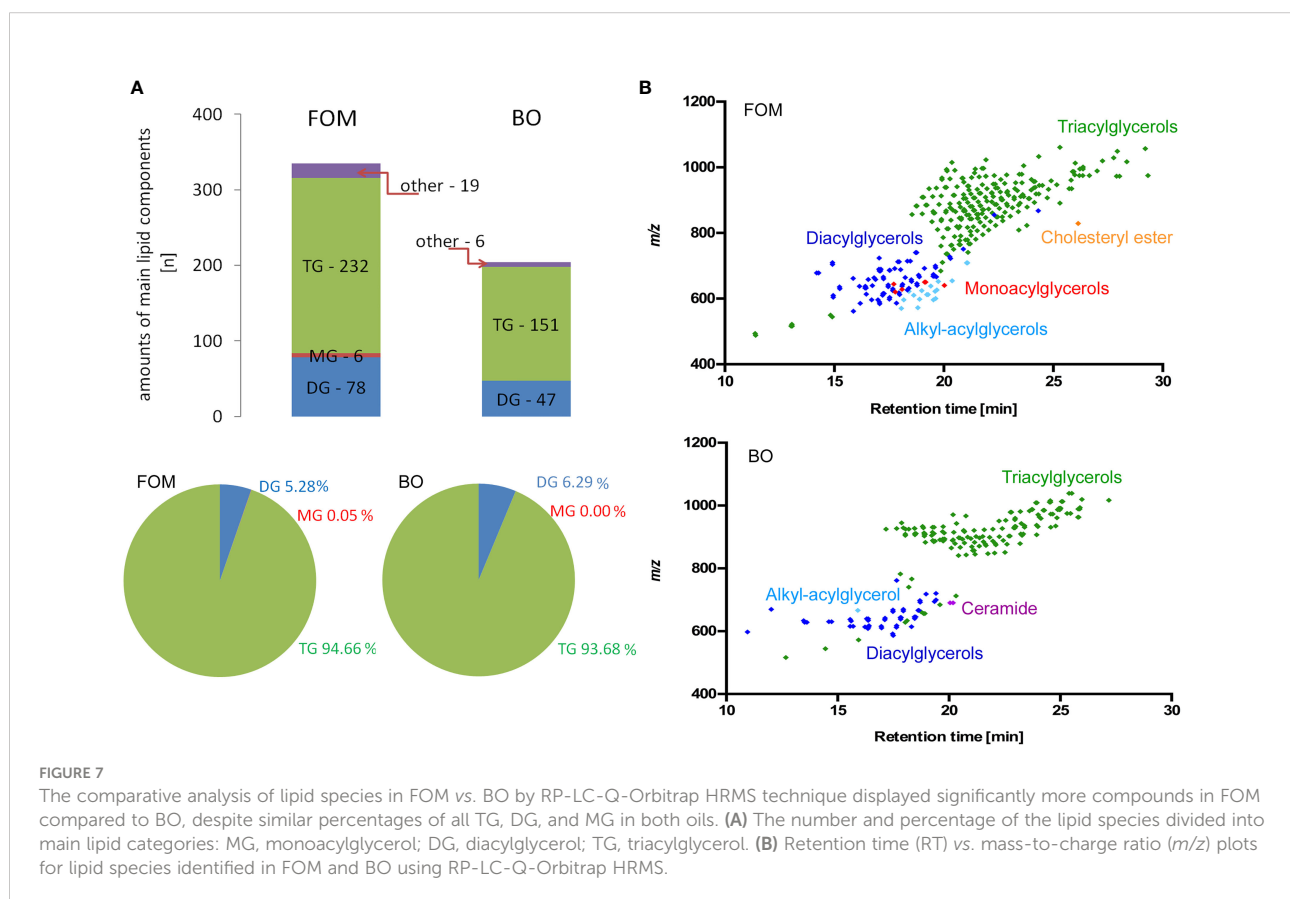 A
400
300
200
100
0
amounts of main lipid components
[n]
FOM
BO
other - 19
other - 6
TG - 232
TG - 151
MG - 6
DG - 78
DG - 47
FOM
DG 5.28%
MG 0.05 %
TG 94.66 %
BO
DG 6.29 %
MG 0.00 %
TG 93.68 %
B
FOM
1200
1000
800
600
400
m/z
Triacylglycerols
Diacylglycerols
Cholesteryl ester
Monoacylglycerols
Alkyl-acylglycerols
10 15 20 25 30
Retention time [min]
BO
1200
1000
800
600
400
m/z
Triacylglycerols
Alkyl-acylglycerol
Ceramide
Diacylglycerols
10 15 20 25 30
Retention time [min]
FIGURE 7
The comparative analysis of lipid species in FOM vs. BO by RP-LC-Q-Orbitrap HRMS technique displayed significantly more compounds in FOM
compared to BO, despite similar percentages of all TG, DG, and MG in both oils. (A) The number and percentage of the lipid species divided into
main lipid categories: MG, monoacylglycerol; DG, diacylglycerol; TG, triacylglycerol. (B) Retention time (RT) vs. mass-to-charge ratio (m/z) plots
for lipid species identified in FOM and BO using RP-LC-Q-Orbitrap HRMS.